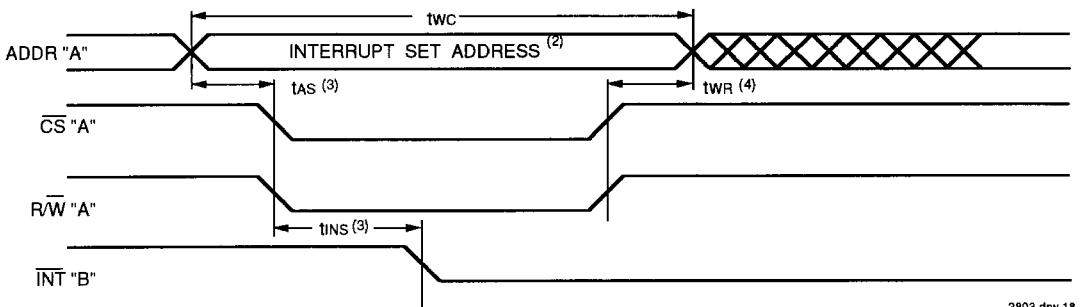 tWC
ADDR "A"
INTERRUPT SET ADDRESS (2)
tAS (3)
tWR (4)
CS "A"
R/W "A"
tINS (3)
INT "B"
2803 drw 18